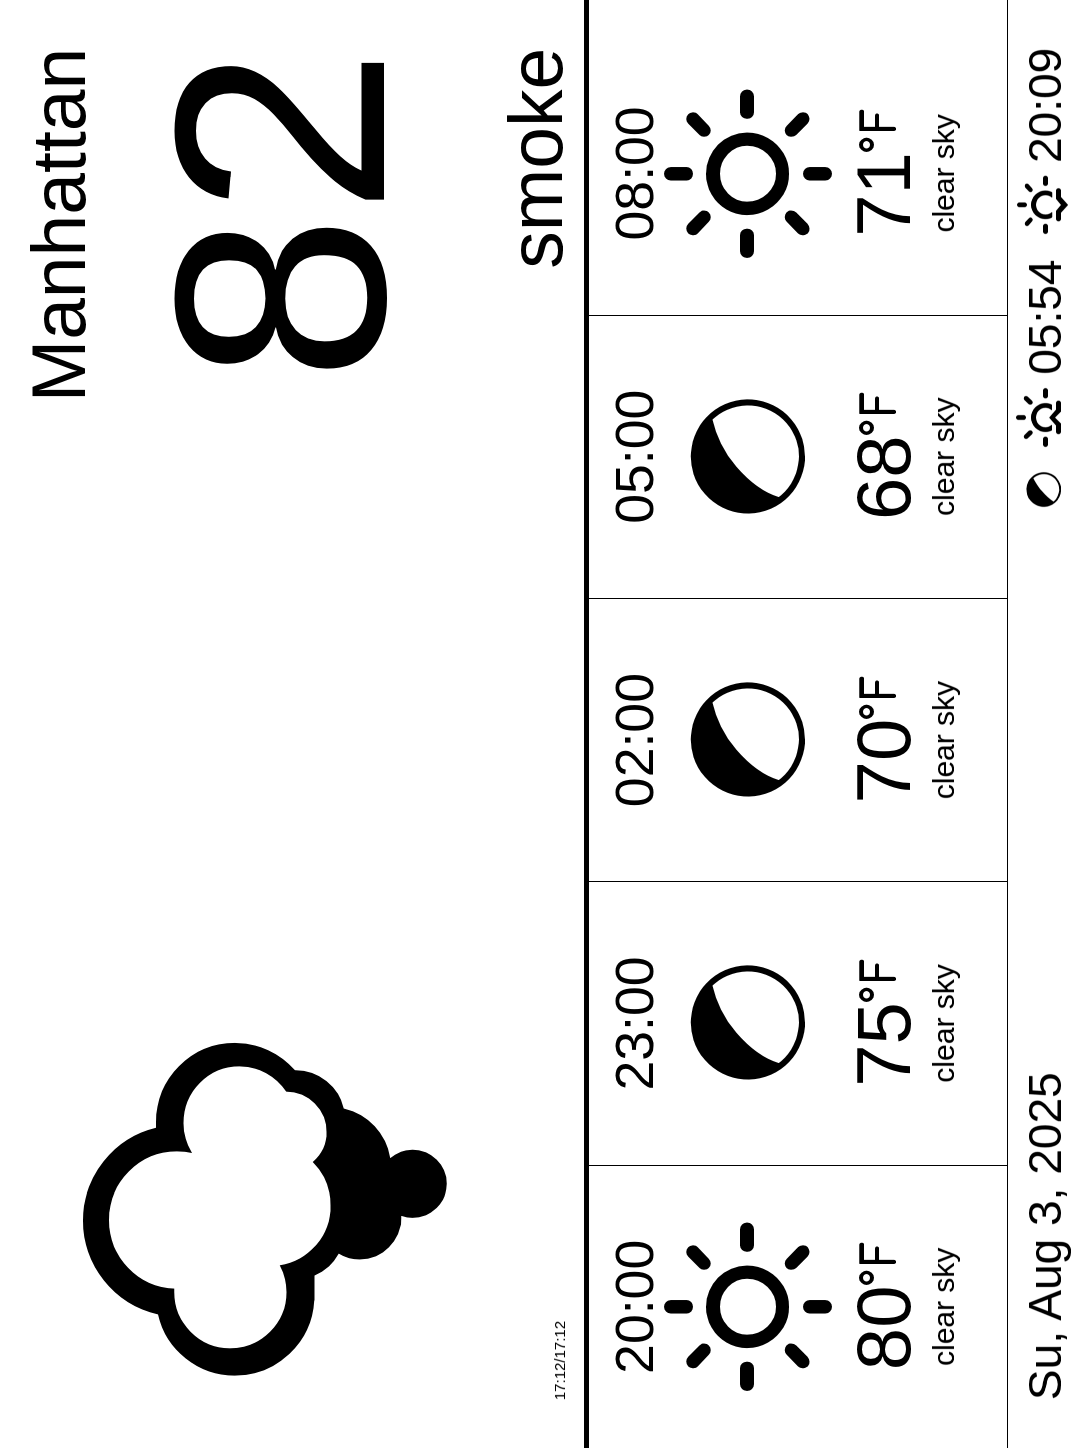 Manhattan
82
smoke
17:12/17:12
20:00 23:00 02:00 05:00 08:00
80°F 75°F 70°F 68°F 71°F
clear sky clear sky clear sky clear sky clear sky
Su, Aug 3, 2025 05:54 20:09